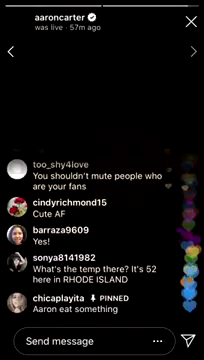 aaroncarter
was live · 57m ago
too_shy4love
You shouldn't mute people who
are your fans
cindyrichmond15
Cute AF
barraza9609
Yes!
sonya8141982
What's the temp there? It's 52
here in RHODE ISLAND
chicaplayita PINNED
Aaron eat something
Send message